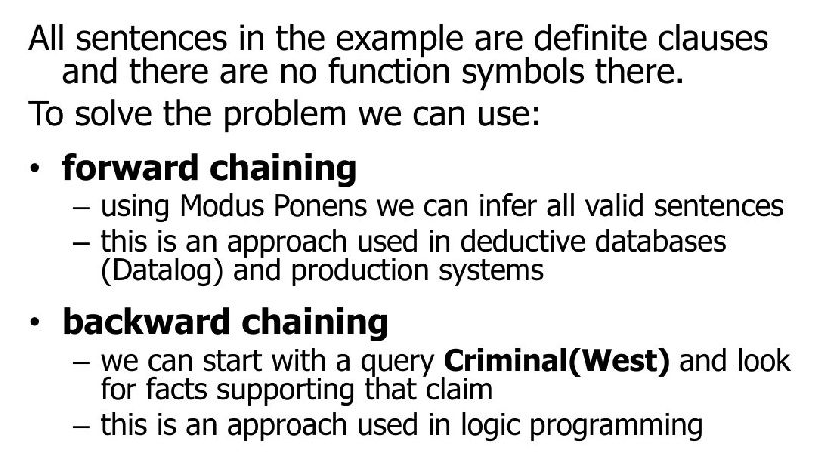 All sentences in the example are definite clauses
and there are no function symbols there.
To solve the problem we can use:
• forward chaining
– using Modus Ponens we can infer all valid sentences
– this is an approach used in deductive databases
(Datalog) and production systems
• backward chaining
– we can start with a query Criminal(West) and look
for facts supporting that claim
– this is an approach used in logic programming